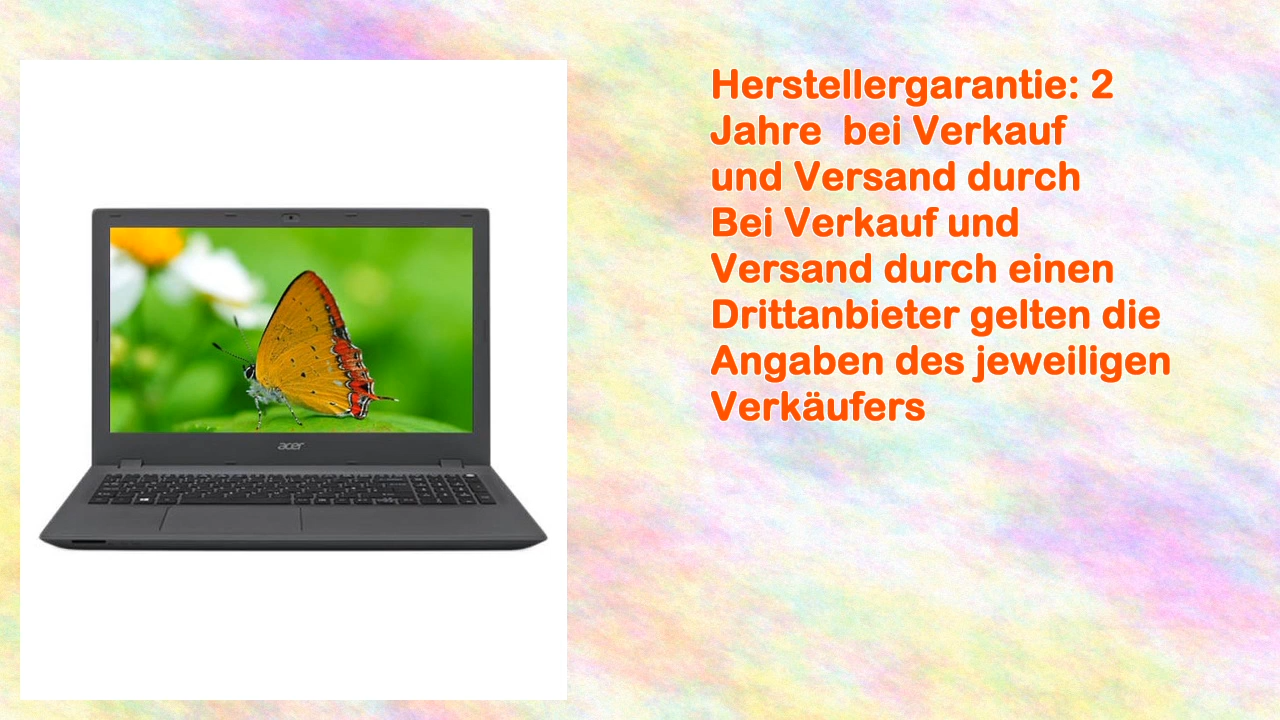 Herstellergarantie: 2
Jahre bei Verkauf
und Versand durch
Bei Verkauf und
Versand durch einen
Drittanbieter gelten die
Angaben des jeweiligen
Verkäufers
acer